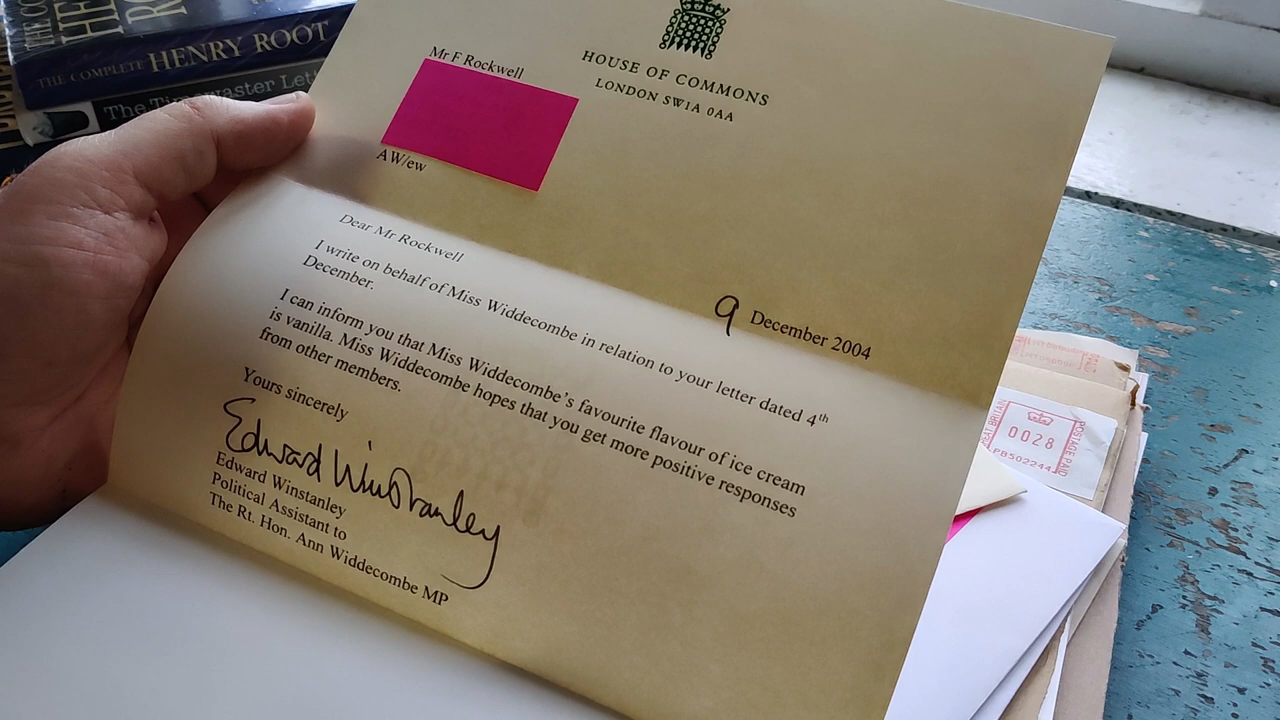 THE COMPLETE HENRY ROOT
HOUSE OF COMMONS
LONDON SW1A 0AA
Mr F Rockwell
AW/ew
9 December 2004
Dear Mr Rockwell
I write on behalf of Miss Widdecombe in relation to your letter dated 4th
December.
I can inform you that Miss Widdecombe's favourite flavour of ice cream
is vanilla. Miss Widdecombe hopes that you get more positive responses
from other members.
Yours sincerely
Edward Winstanley
Edward Winstanley
Political Assistant to
The Rt. Hon. Ann Widdecombe MP
GREAT BRITAIN
0028
POSTAGE PAID
PB502244